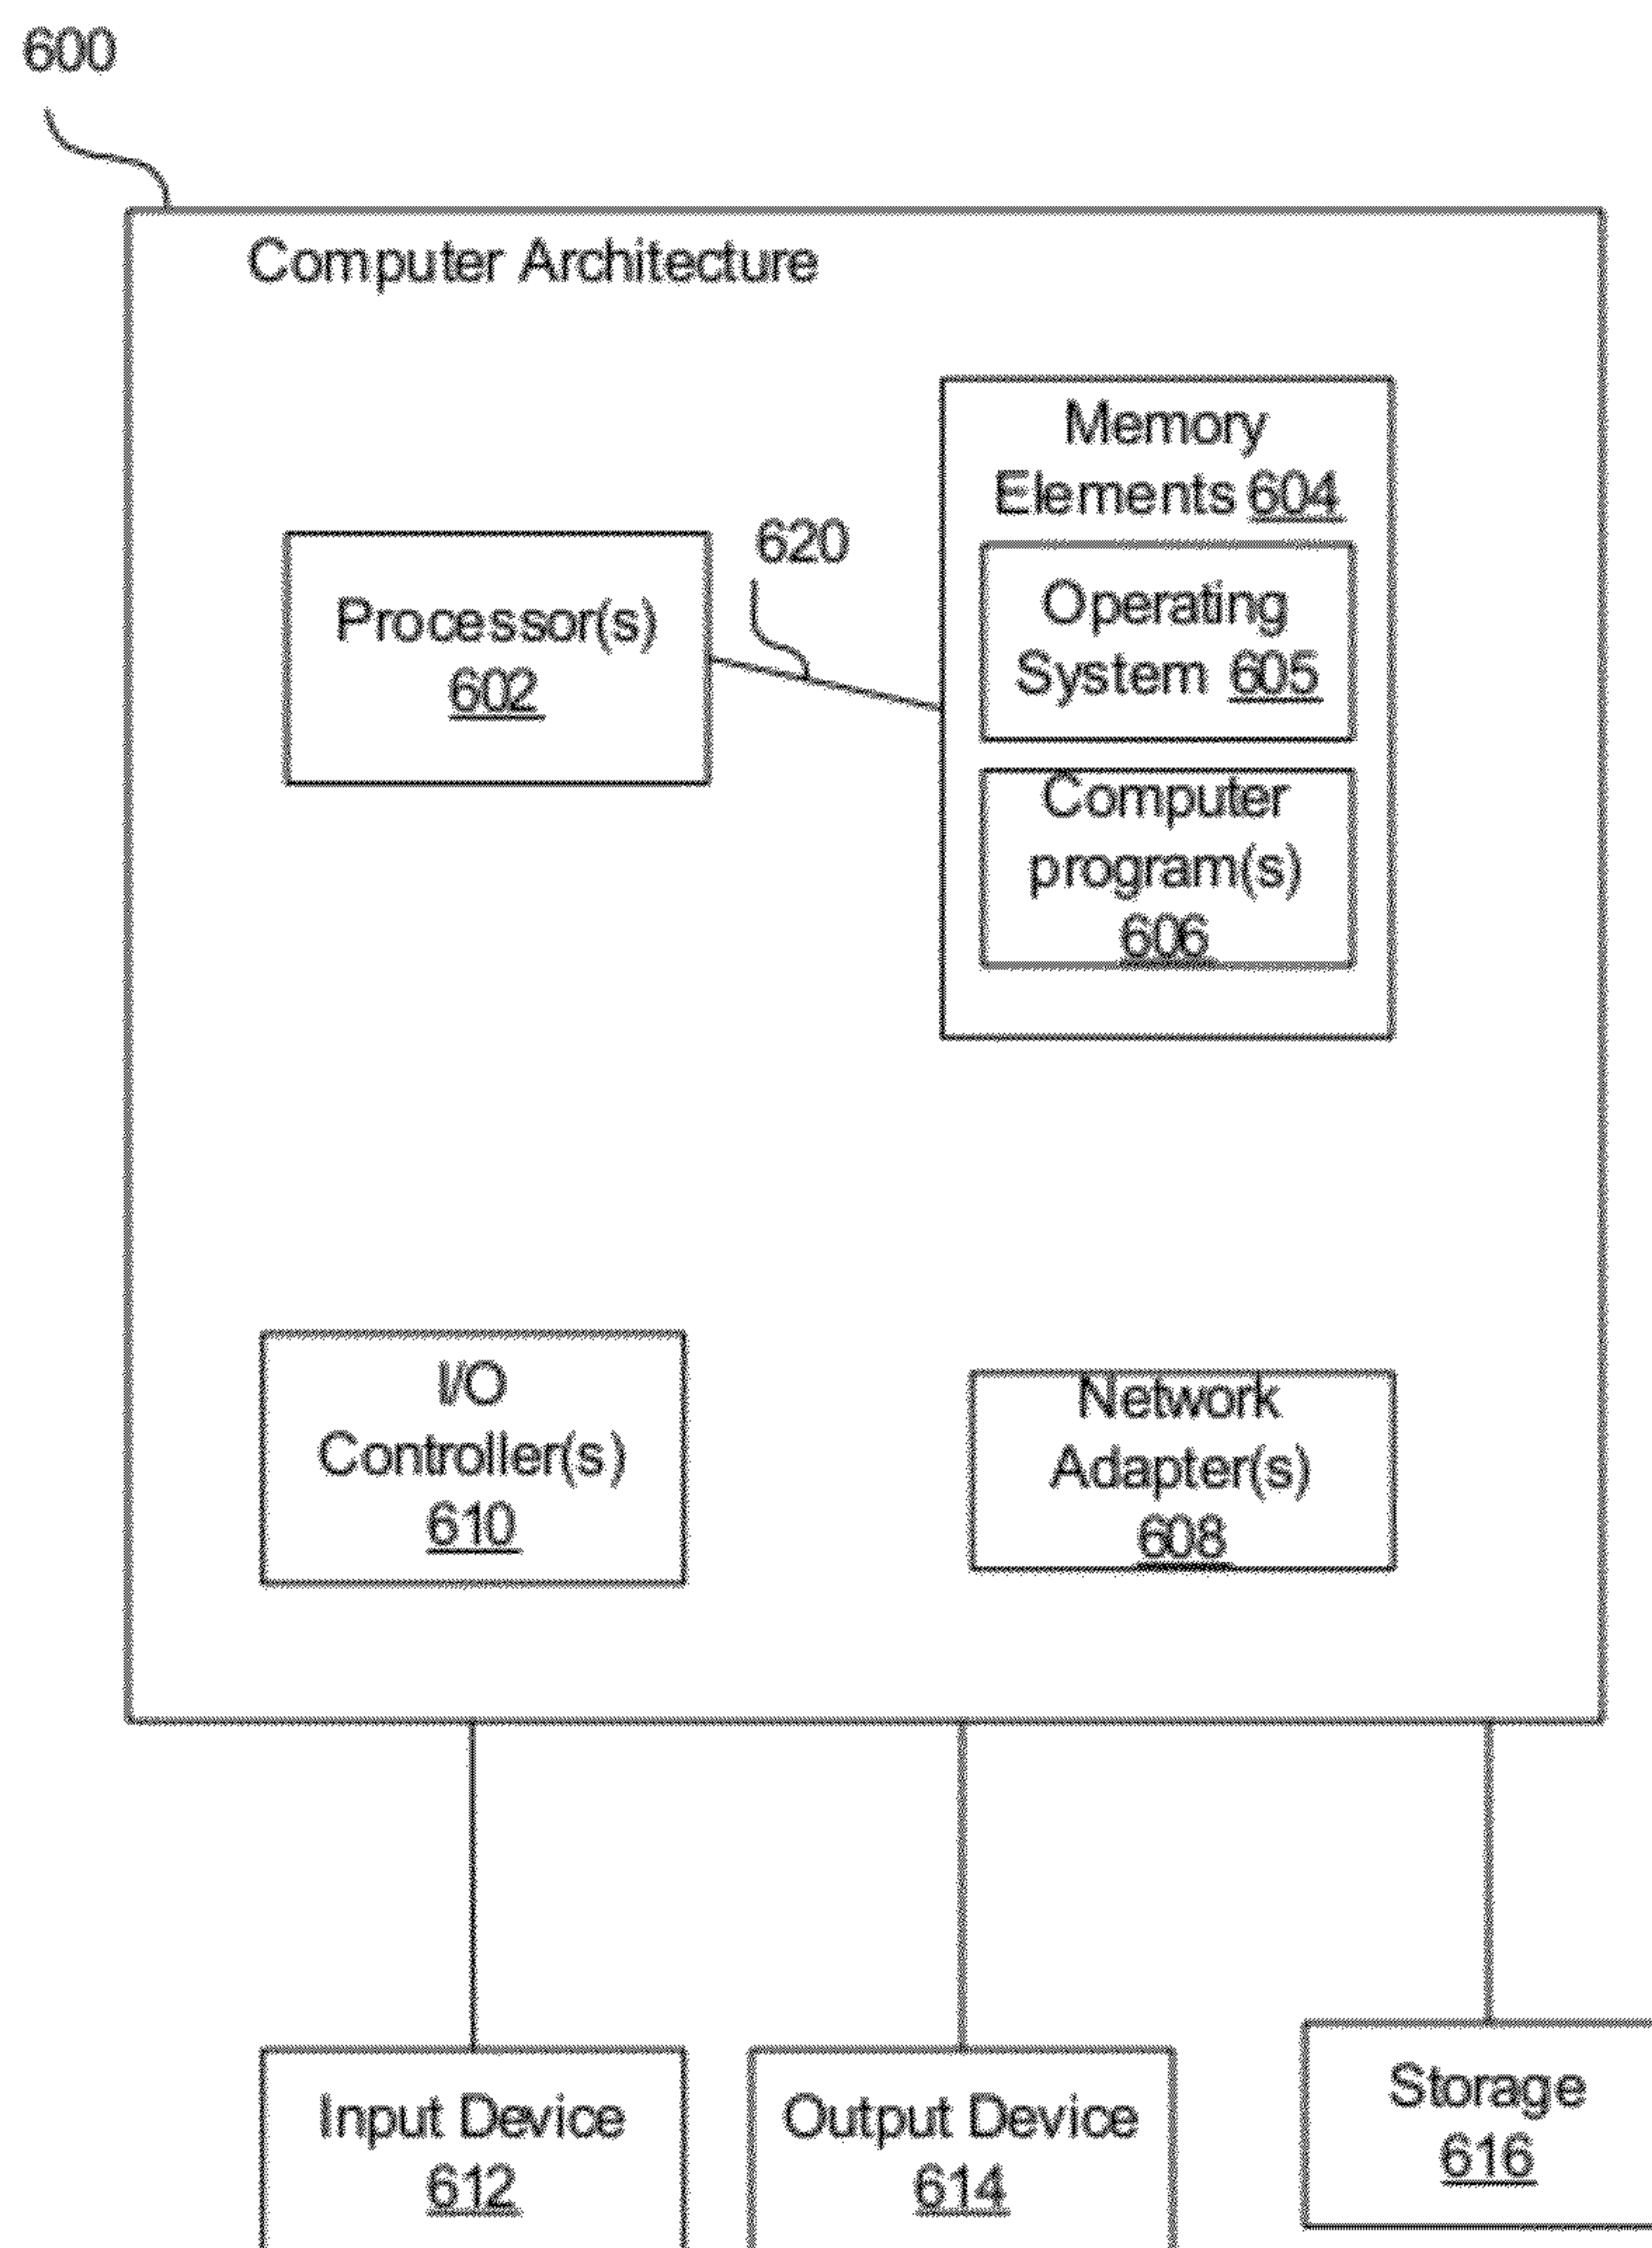 600
Computer Architecture
Memory
Elements 604
620
Operating
System 605
Processor(s)
602
Computer
program(s)
606
I/O
Controller(s)
610
Network
Adapter(s)
608
Input Device
612
Output Device
614
Storage
616